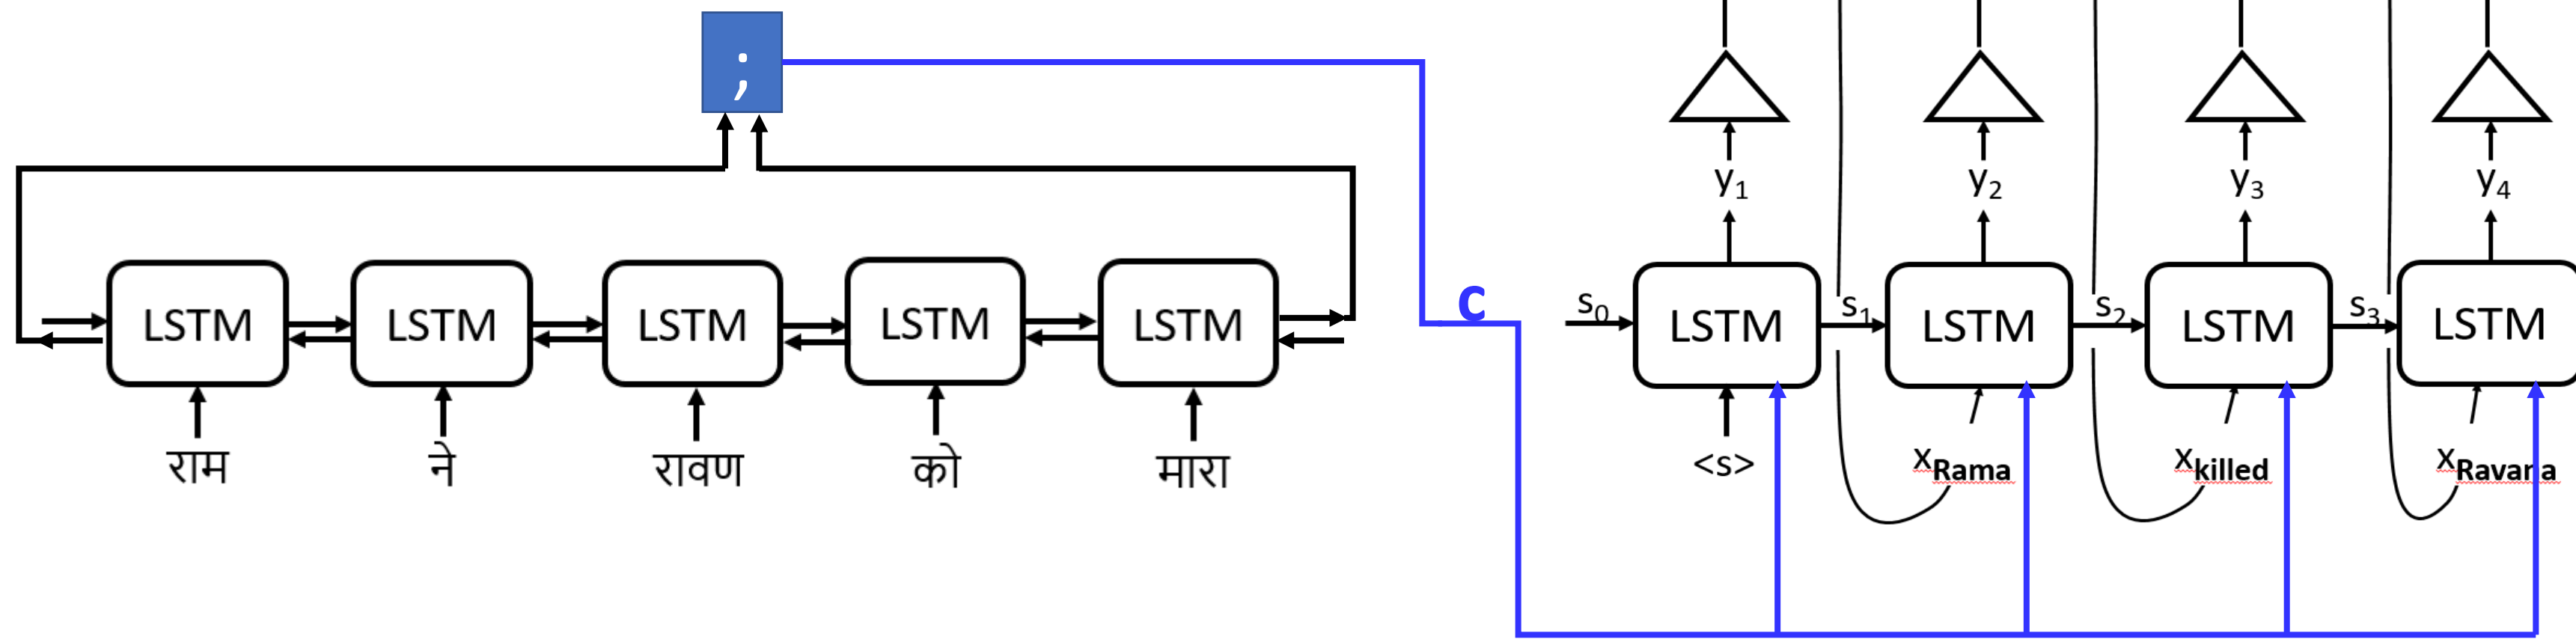 ;
y1 y2 y3 y4
c
s0 s1 s2 s3
LSTM LSTM LSTM LSTM LSTM LSTM LSTM LSTM LSTM
राम ने रावण को मारा <s> xRama xkilled xRavana